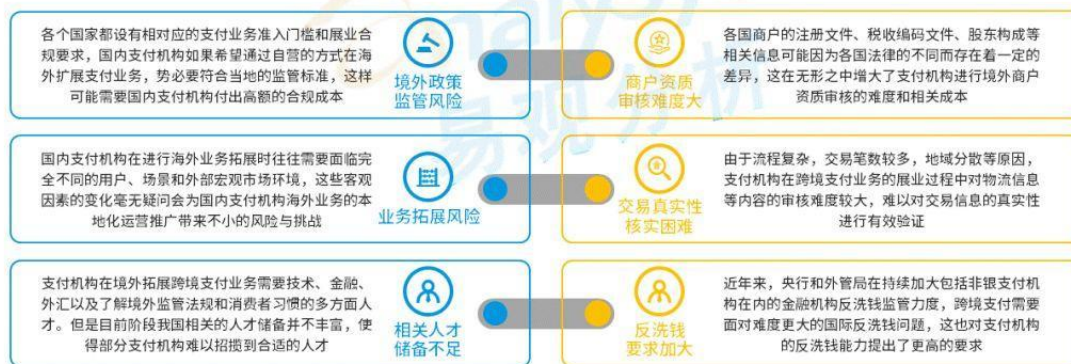 各个国家都设有相对应的支付业务准入门槛和展业合
规要求，国内支付机构如果希望通过自营的方式在海
外扩展支付业务，势必要符合当地的监管标准，这样
可能需要国内支付机构付出高额的合规成本
境外政策
监管风险
商户资质
审核难度大
各国商户的注册文件、税收编码文件、股东构成等
相关信息可能因为各国法律的不同而存在着一定的
差异，这在无形之中增大了支付机构进行境外商户
资质审核的难度和相关成本
易观分析
国内支付机构在进行海外业务拓展时往往需要面临完
全不同的用户、场景和外部宏观市场环境，这些客观
因素的变化毫无疑问会为国内支付机构海外业务的本
地化运营推广带来不小的风险与挑战
业务拓展风险
交易真实性
核实困难
由于流程复杂，交易笔数较多，地域分散等原因，
支付机构在跨境支付业务的展业过程中对物流信息
等内容的审核难度较大，难以对交易信息的真实性
进行有效验证
支付机构在境外拓展跨境支付业务需要技术、金融、
外汇以及了解境外监管法规和消费者习惯的多方面人
才。但是目前阶段我国相关的人才储备并不丰富，使
得部分支付机构难以招揽到合适的人才
相关人才
储备不足
反洗钱
要求加大
近年来，央行和外管局在持续加大包括非银支付机
构在内的金融机构反洗钱监管力度，跨境支付需要
面对难度更大的国际反洗钱问题，这也对支付机构
的反洗钱能力提出了更高的要求